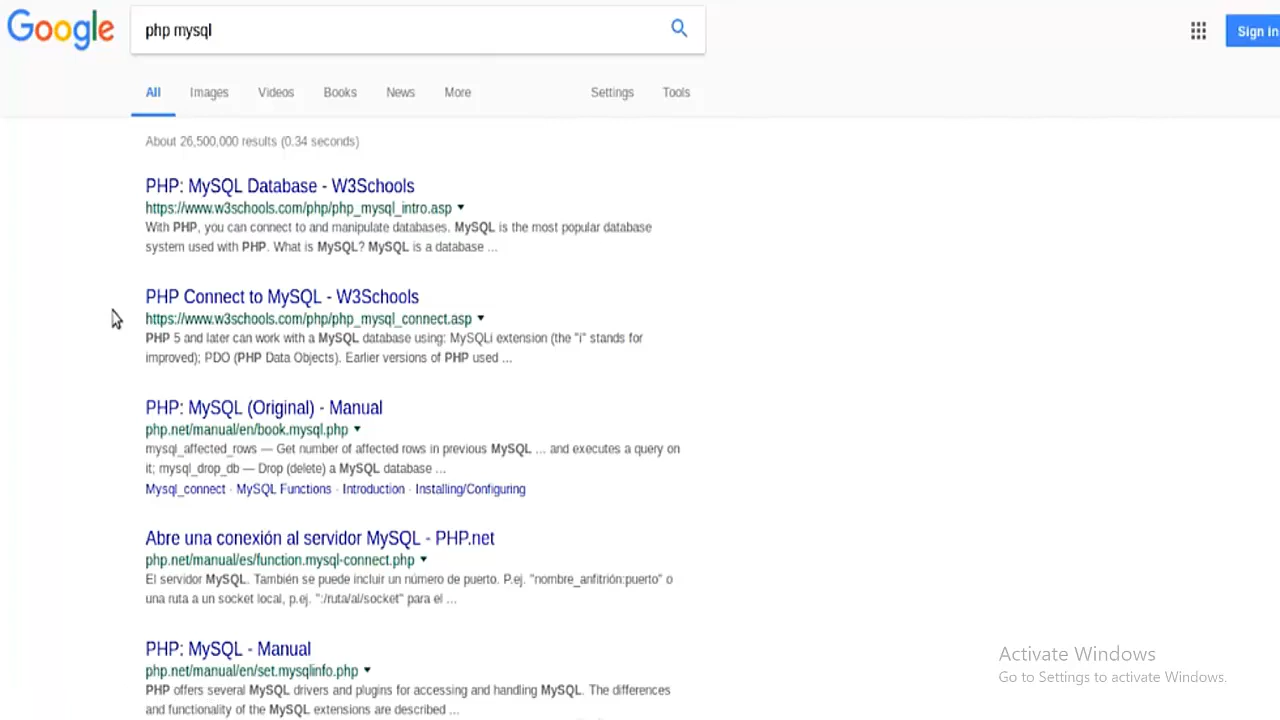 Google
php mysql
Sign in
All Images Videos Books News More Settings Tools
About 26,500,000 results (0.34 seconds)
PHP: MySQL Database - W3Schools
https://www.w3schools.com/php/php_mysql_intro.asp
With PHP, you can connect to and manipulate databases. MySQL is the most popular database
system used with PHP. What is MySQL? MySQL is a database ...
PHP Connect to MySQL - W3Schools
https://www.w3schools.com/php/php_mysql_connect.asp
PHP 5 and later can work with a MySQL database using: MySQLi extension (the "i" stands for
improved); PDO (PHP Data Objects). Earlier versions of PHP used ...
PHP: MySQL (Original) - Manual
php.net/manual/en/book.mysql.php
mysql_affected_rows — Get number of affected rows in previous MySQL ... and executes a query on
it; mysql_drop_db — Drop (delete) a MySQL database ...
Mysql_connect · MySQL Functions · Introduction · Installing/Configuring
Abre una conexión al servidor MySQL - PHP.net
php.net/manual/es/function.mysql-connect.php
El servidor MySQL. También se puede incluir un número de puerto. P.ej. "nombre_anfitrión:puerto" o
una ruta a un socket local, p.ej. ":/ruta/al/socket" para el ...
PHP: MySQL - Manual
php.net/manual/en/set.mysqlinfo.php
PHP offers several MySQL drivers and plugins for accessing and handling MySQL. The differences
and functionality of the MySQL extensions are described ...
Activate Windows
Go to Settings to activate Windows.